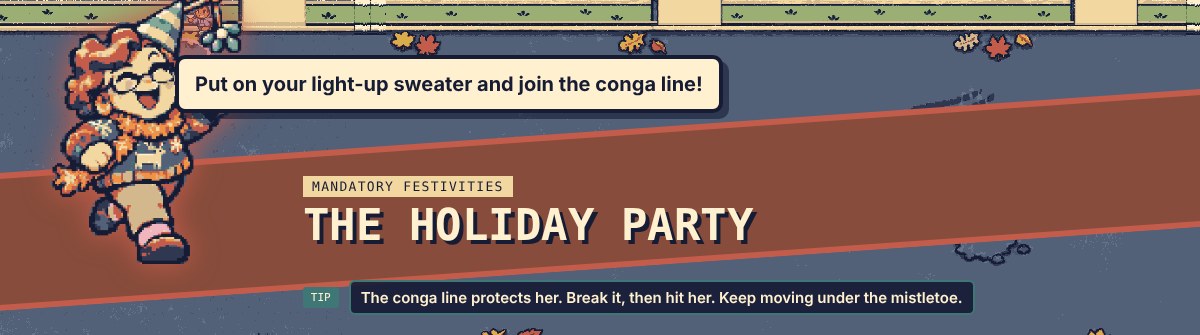 Put on your light-up sweater and join the conga line!
MANDATORY FESTIVITIES
THE HOLIDAY PARTY
TIP The conga line protects her. Break it, then hit her. Keep moving under the mistletoe.